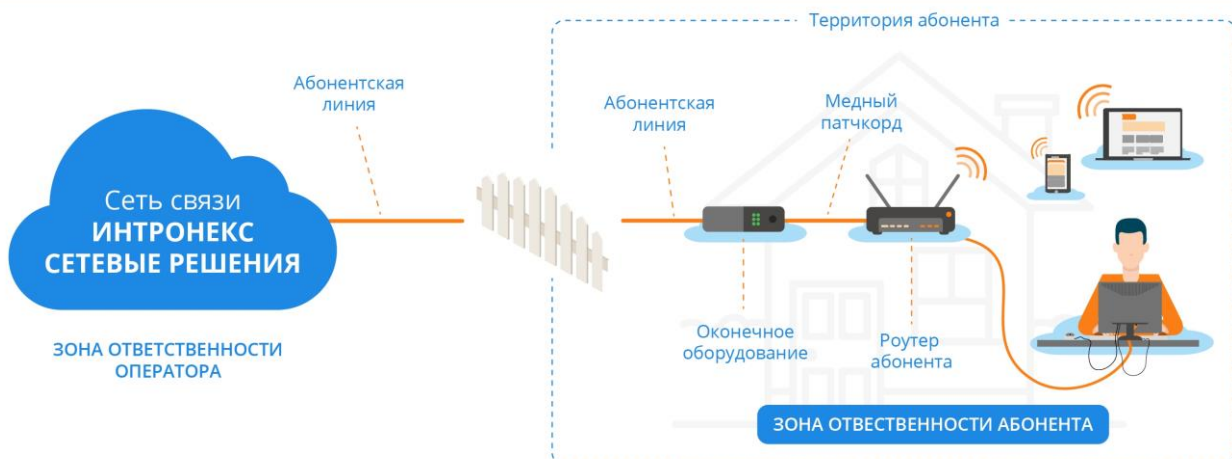 Территория абонента
Абонентская
линия
Абонентская
линия
Медный
патчкорд
Сеть связи
ИНТРОНЕКС
СЕТЕВЫЕ РЕШЕНИЯ
Оконечное
оборудование
Роутер
абонента
ЗОНА ОТВЕТСТВЕННОСТИ
ОПЕРАТОРА
ЗОНА ОТВЕСТВЕННОСТИ АБОНЕНТА